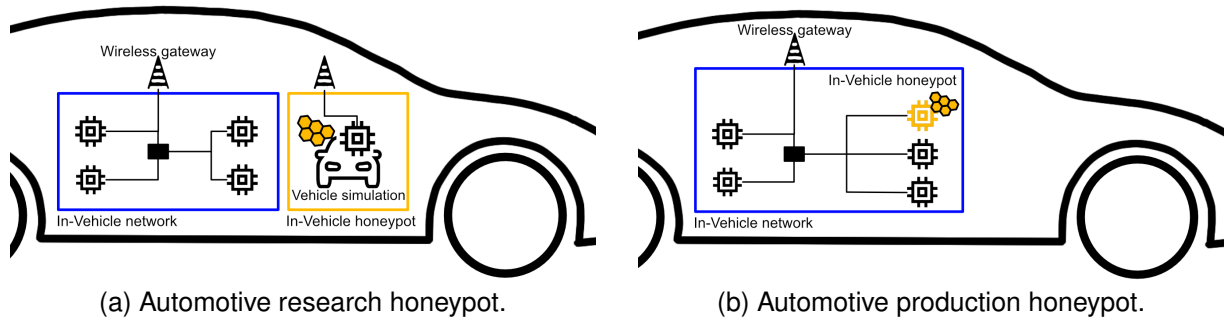 Wireless gateway
Vehicle simulation
In-Vehicle network
In-Vehicle honeypot
(a) Automotive research honeypot.
Wireless gateway
In-Vehicle honeypot
In-Vehicle network
(b) Automotive production honeypot.